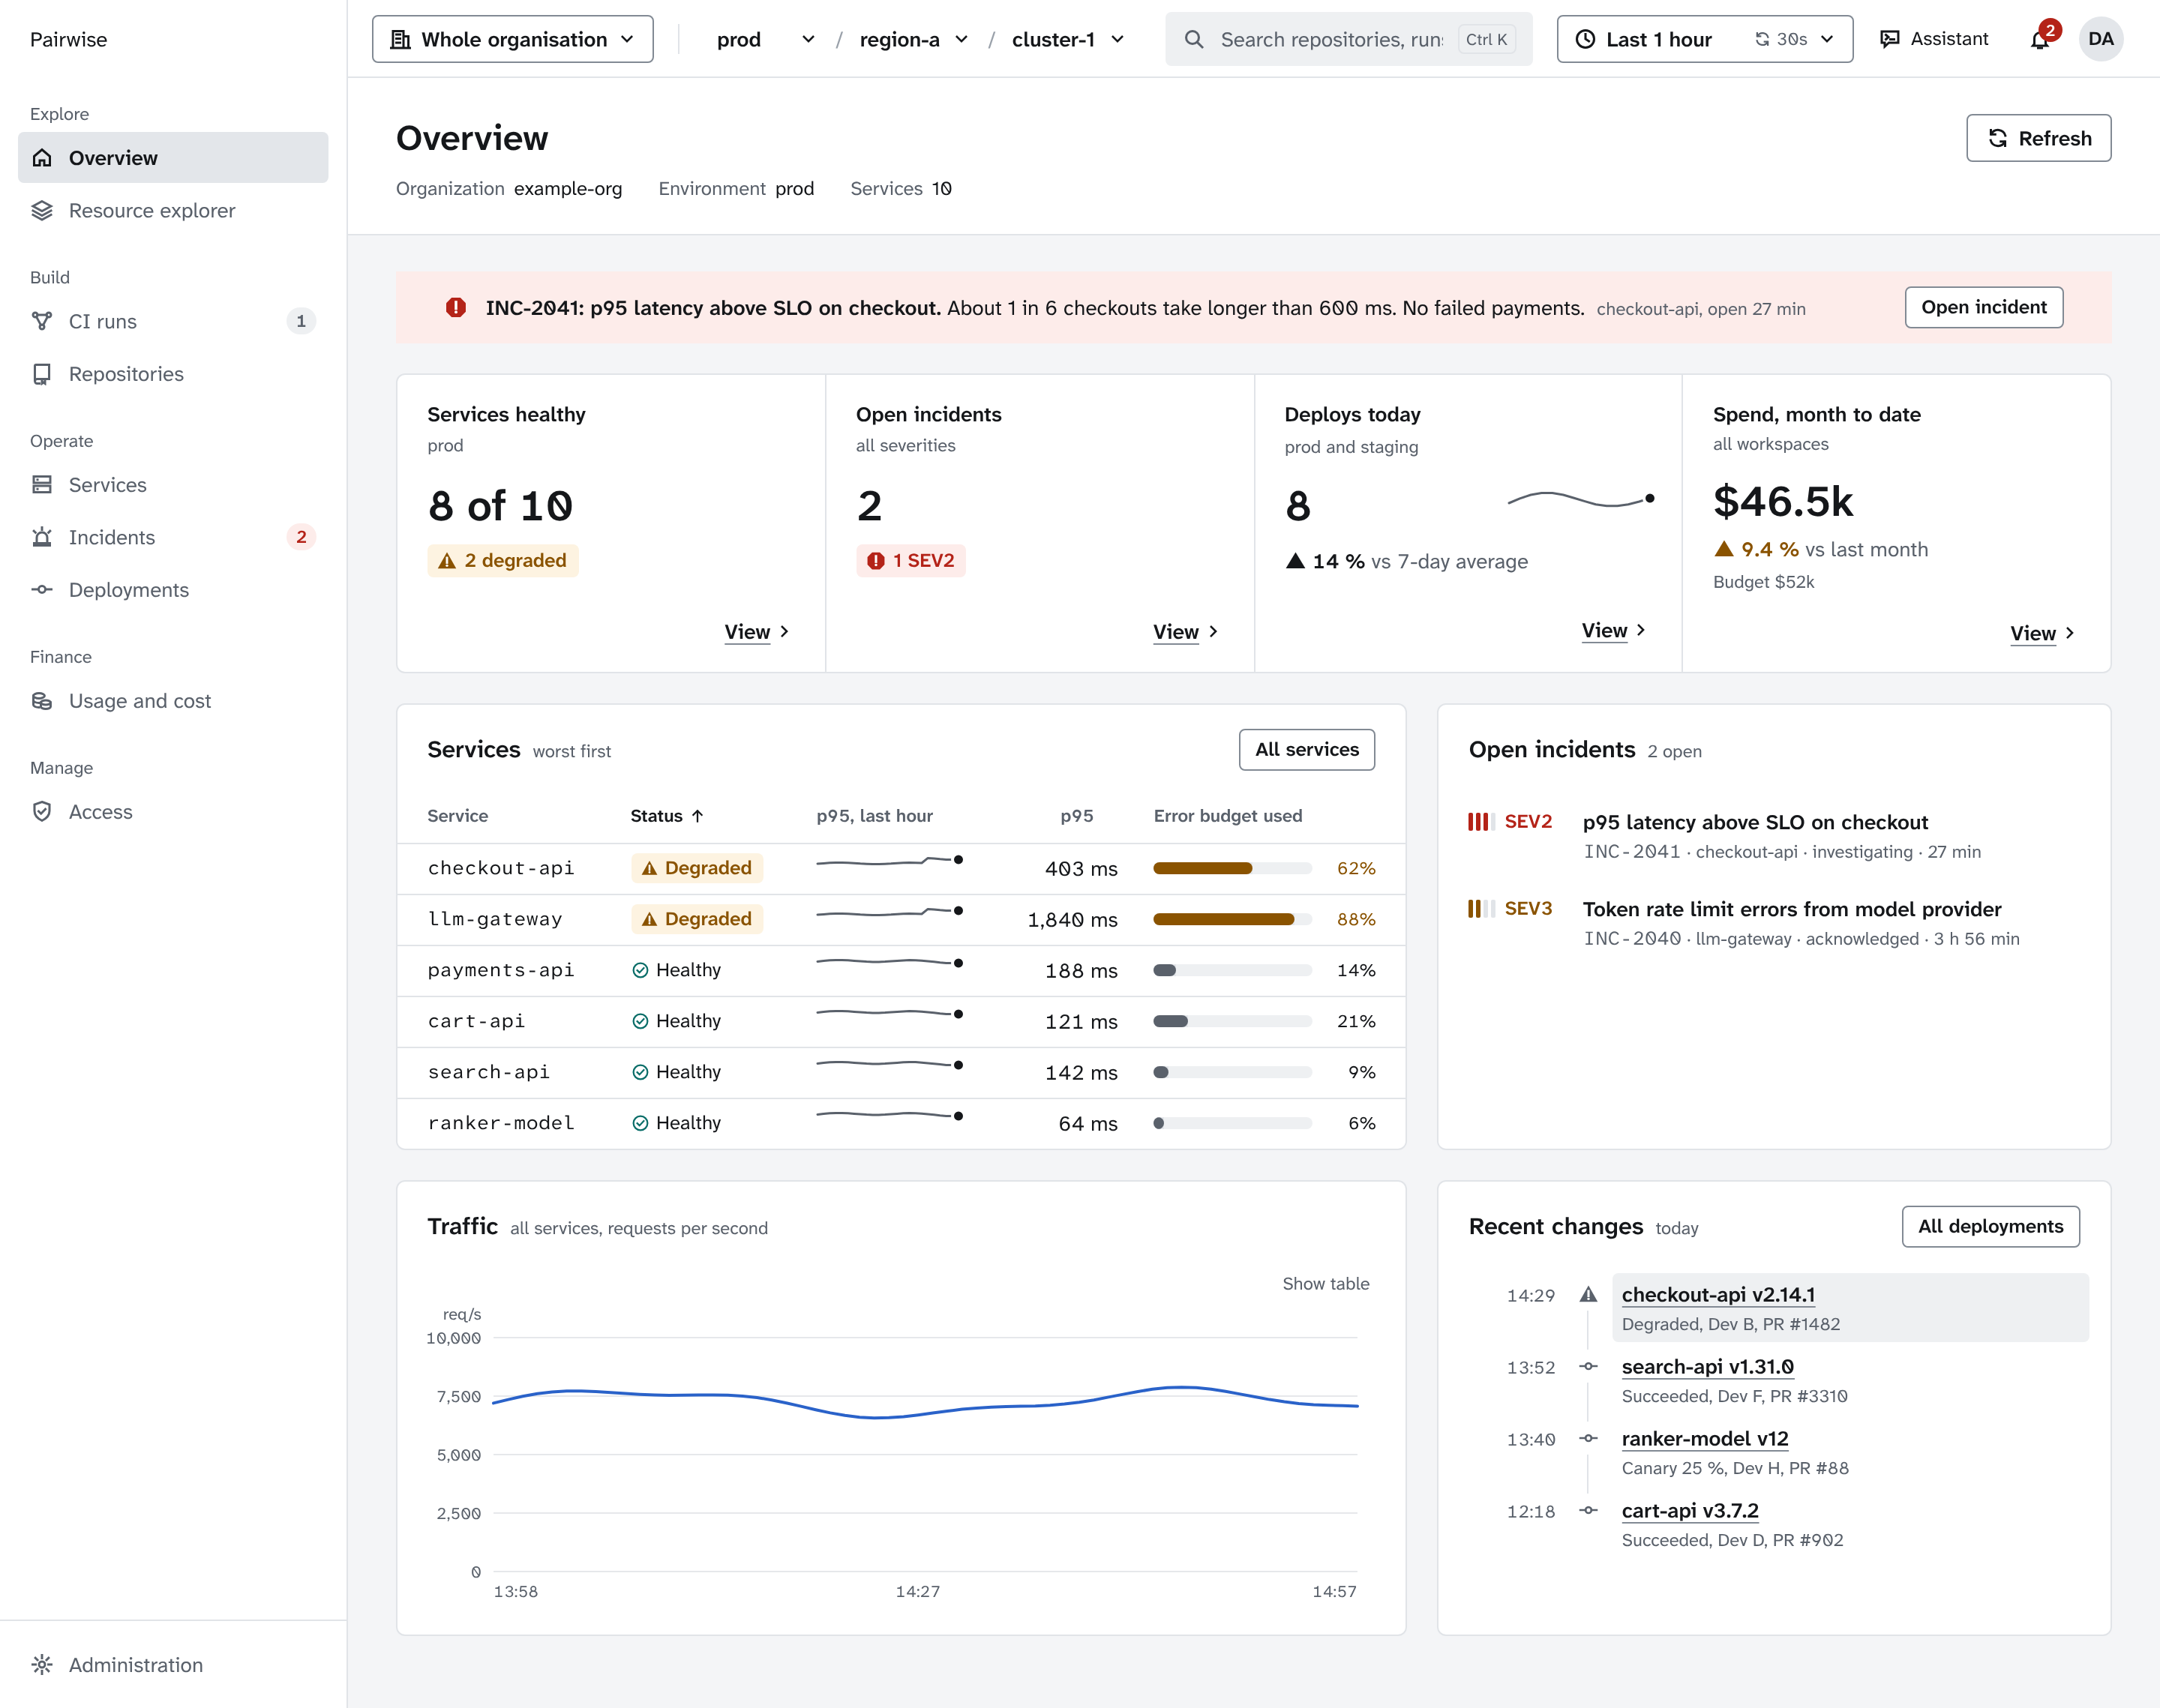 Pairwise
Whole organisation
prod / region-a / cluster-1
Search repositories, run
Ctrl K
Last 1 hour 30s
Assistant
2
DA
Explore
Overview
Resource explorer
Build
CI runs 1
Repositories
Operate
Services
Incidents 2
Deployments
Finance
Usage and cost
Manage
Access
Administration
Overview
Refresh
Organization example-org Environment prod Services 10
INC-2041: p95 latency above SLO on checkout. About 1 in 6 checkouts take longer than 600 ms. No failed payments. checkout-api, open 27 min
Open incident
Services healthy
prod
8 of 10
2 degraded
View
Open incidents
all severities
2
1 SEV2
View
Deploys today
prod and staging
8
14 % vs 7-day average
View
Spend, month to date
all workspaces
$46.5k
9.4 % vs last month
Budget $52k
View
Services worst first
All services
Service Status p95, last hour p95 Error budget used
checkout-api Degraded 403 ms 62%
llm-gateway Degraded 1,840 ms 88%
payments-api Healthy 188 ms 14%
cart-api Healthy 121 ms 21%
search-api Healthy 142 ms 9%
ranker-model Healthy 64 ms 6%
Open incidents 2 open
SEV2 p95 latency above SLO on checkout
INC-2041 · checkout-api · investigating · 27 min
SEV3 Token rate limit errors from model provider
INC-2040 · llm-gateway · acknowledged · 3 h 56 min
Traffic all services, requests per second
Show table
req/s
10,000
7,500
5,000
2,500
0
13:58 14:27 14:57
Recent changes today
All deployments
14:29 checkout-api v2.14.1
Degraded, Dev B, PR #1482
13:52 search-api v1.31.0
Succeeded, Dev F, PR #3310
13:40 ranker-model v12
Canary 25 %, Dev H, PR #88
12:18 cart-api v3.7.2
Succeeded, Dev D, PR #902